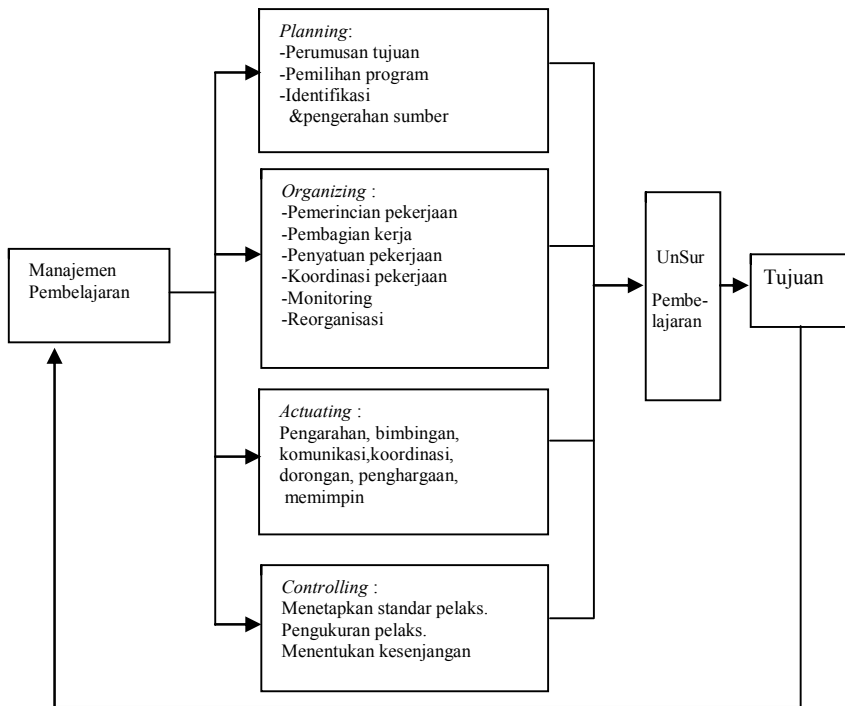 Planning:
-Perumusan tujuan
-Pemilihan program
-Identifikasi
&pengerahan sumber
Organizing :
-Pemerincian pekerjaan
-Pembagian kerja
-Penyatuan pekerjaan
-Koordinasi pekerjaan
-Monitoring
-Reorganisasi
Manajemen
Pembelajaran
UnSur
Pembe-
lajaran
Tujuan
Actuating :
Pengarahan, bimbingan,
komunikasi,koordinasi,
dorongan, penghargaan,
memimpin
Controlling :
Menetapkan standar pelaks.
Pengukuran pelaks.
Menentukan kesenjangan